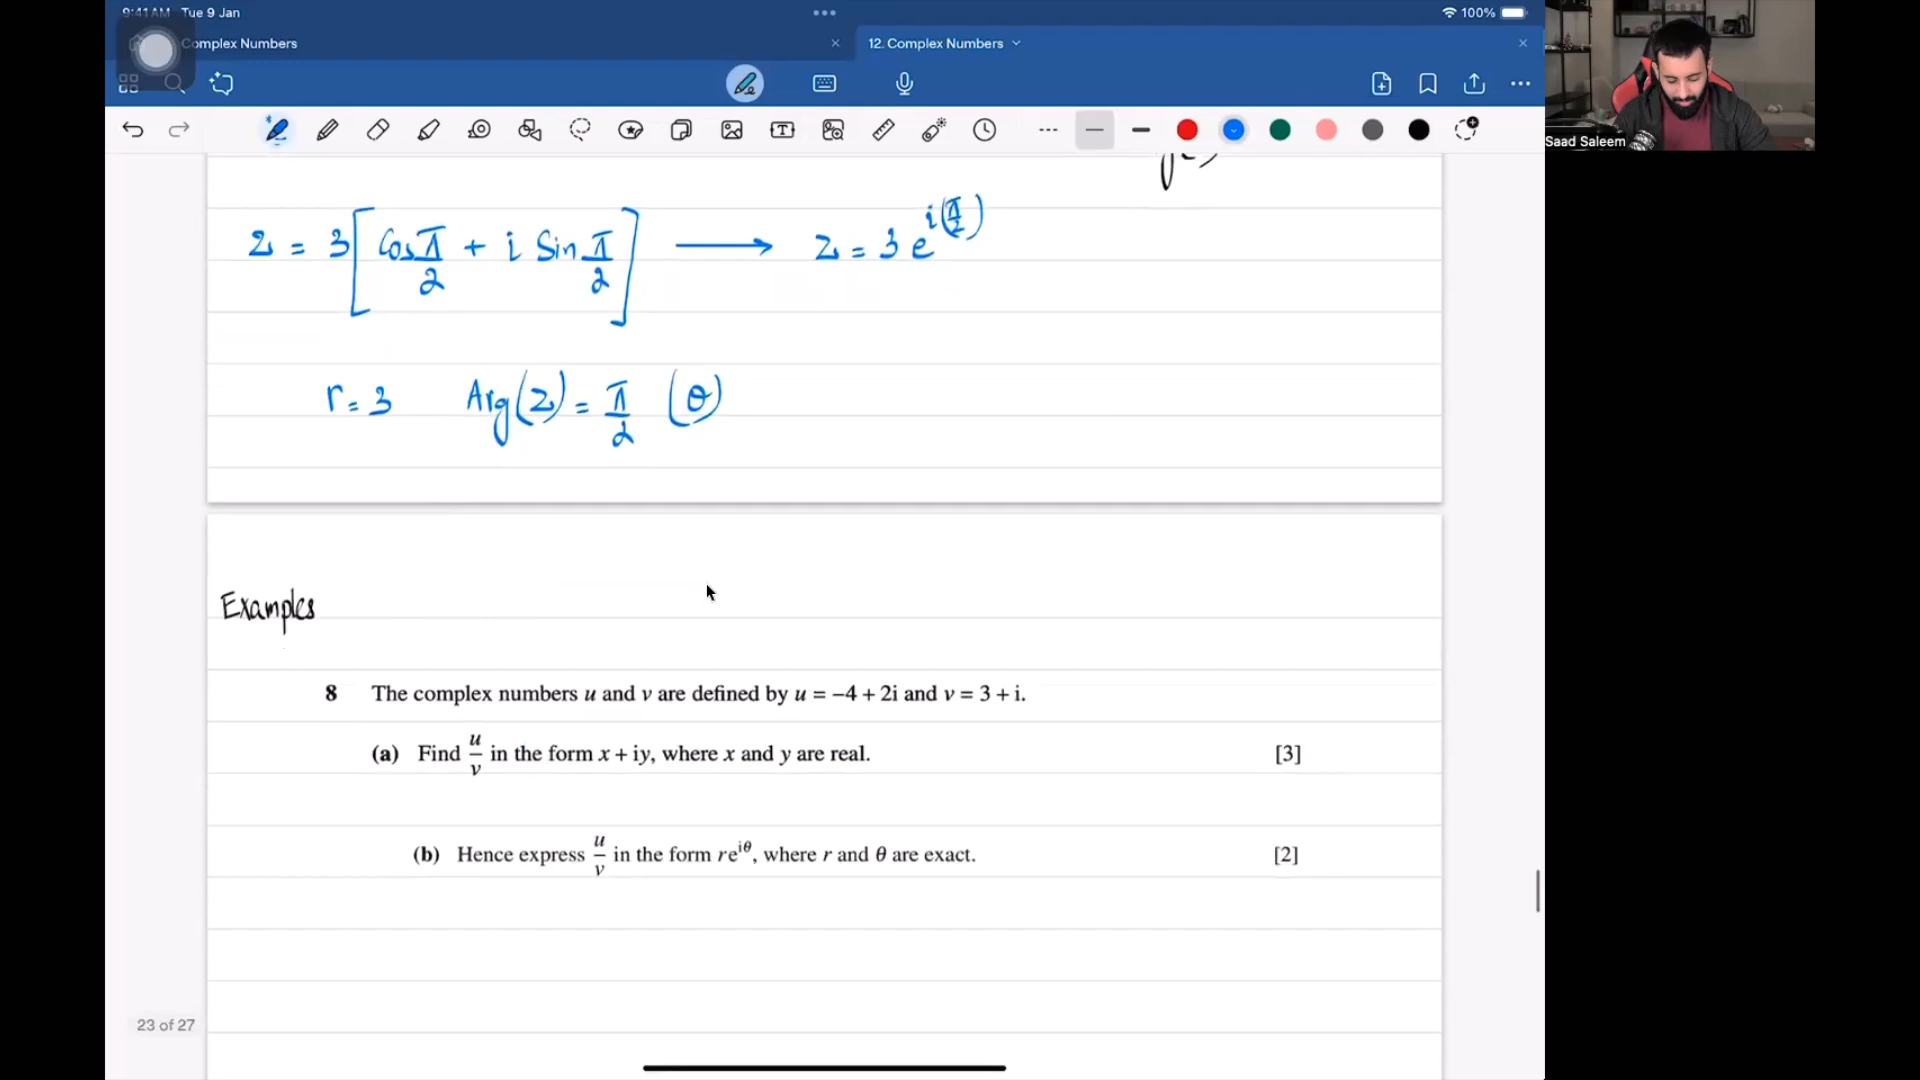 9:41 AM Tue 9 Jan
100%
Complex Numbers
12. Complex Numbers
Saad Saleem
z = 3[Cos π/2 + i Sin π/2] → z = 3 e^i(π/2)
r = 3 Arg(z) = π/2 (θ)
Examples
8 The complex numbers u and v are defined by u = −4 + 2i and v = 3 + i.
(a) Find u/v in the form x + iy, where x and y are real. [3]
(b) Hence express u/v in the form re^iθ, where r and θ are exact. [2]
23 of 27